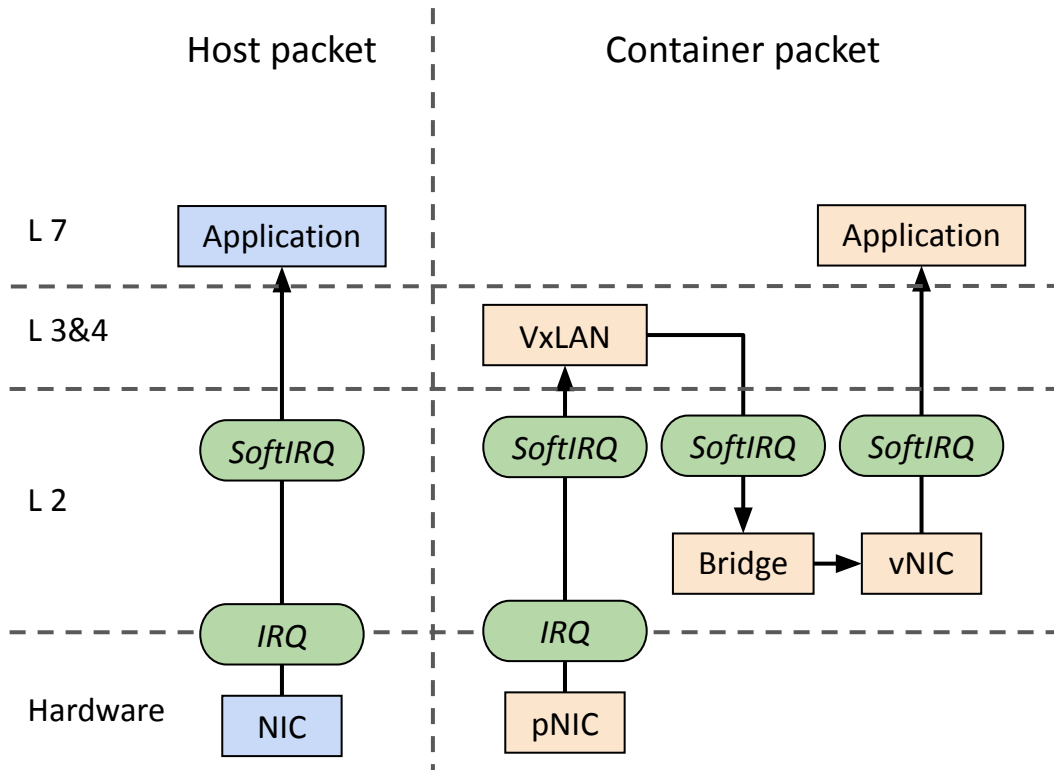 Host packet
Container packet
L 7
Application
Application
L 3&4
VxLAN
SoftIRQ
SoftIRQ
SoftIRQ
SoftIRQ
L 2
Bridge
vNIC
IRQ
IRQ
Hardware
NIC
pNIC